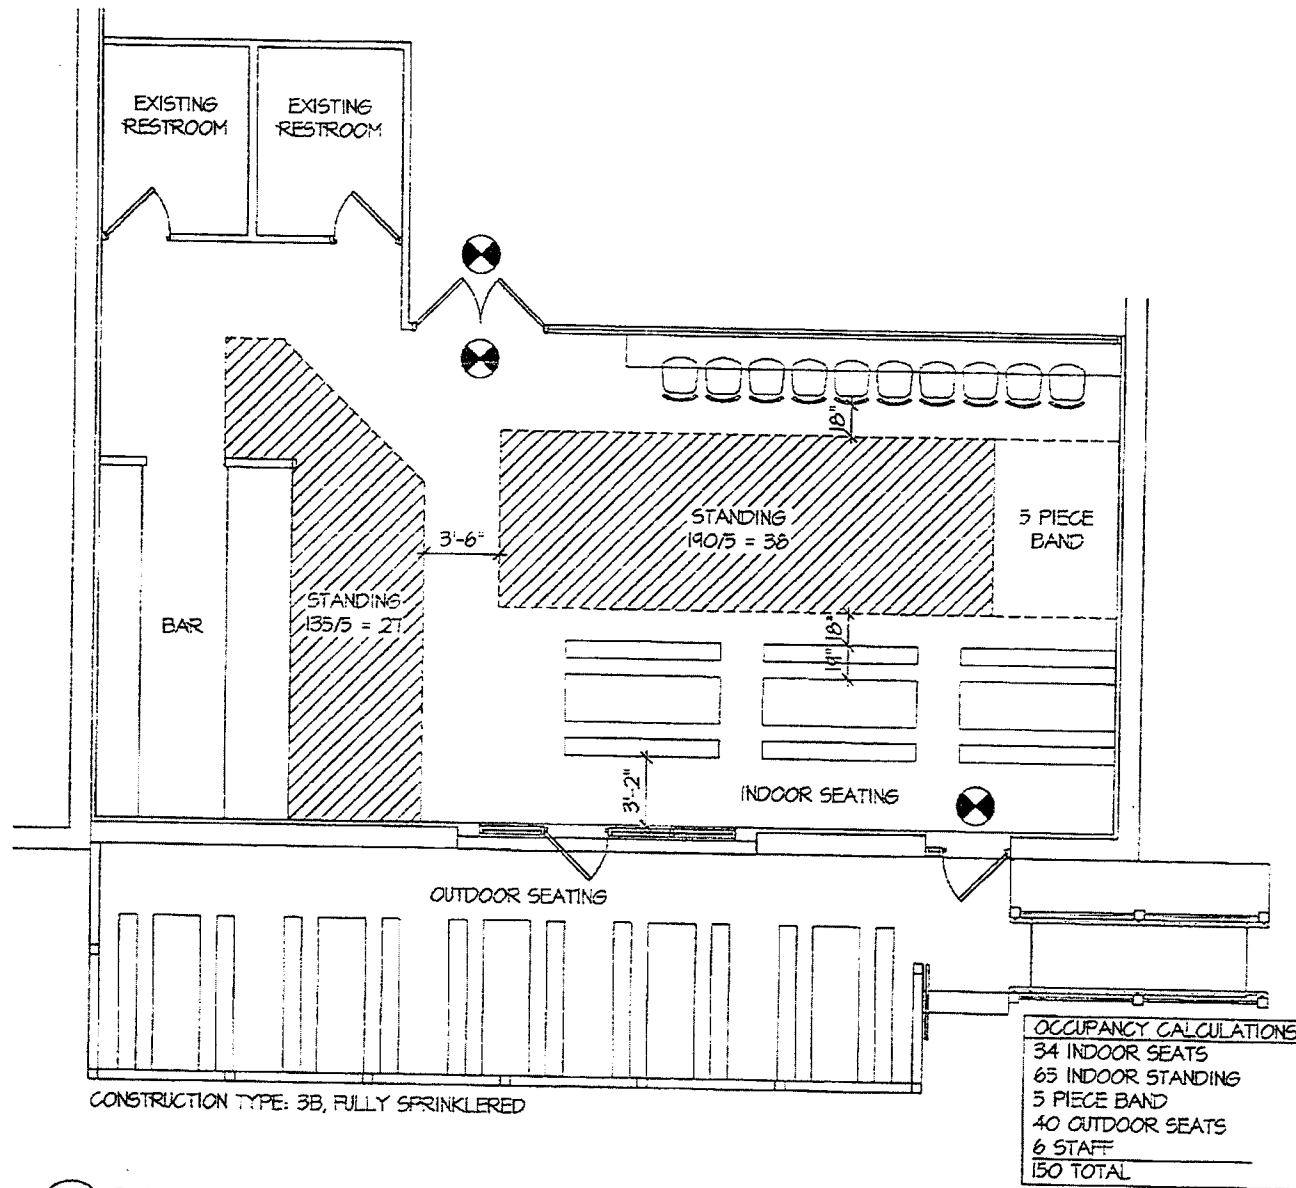 EXISTING
RESTROOM
EXISTING
RESTROOM
18"
STANDING
190/5 = 38
5 PIECE
BAND
3'-6"
STANDING
135/5 = 27
BAR
18"
19"
3'-2"
INDOOR SEATING
OUTDOOR SEATING
CONSTRUCTION TYPE: 3B, FULLY SPRINKLERED
OCCUPANCY CALCULATIONS
34 INDOOR SEATS
65 INDOOR STANDING
5 PIECE BAND
40 OUTDOOR SEATS
6 STAFF
150 TOTAL